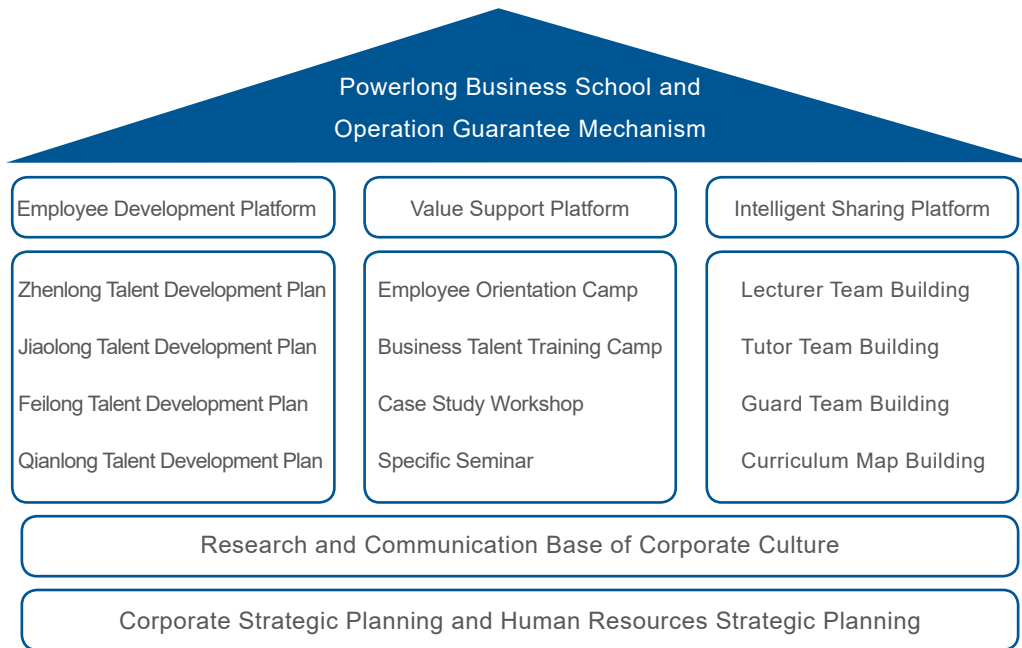 Powerlong Business School and
Operation Guarantee Mechanism
Employee Development Platform
Value Support Platform
Intelligent Sharing Platform
Zhenlong Talent Development Plan
Jiaolong Talent Development Plan
Feilong Talent Development Plan
Qianlong Talent Development Plan
Employee Orientation Camp
Business Talent Training Camp
Case Study Workshop
Specific Seminar
Lecturer Team Building
Tutor Team Building
Guard Team Building
Curriculum Map Building
Research and Communication Base of Corporate Culture
Corporate Strategic Planning and Human Resources Strategic Planning